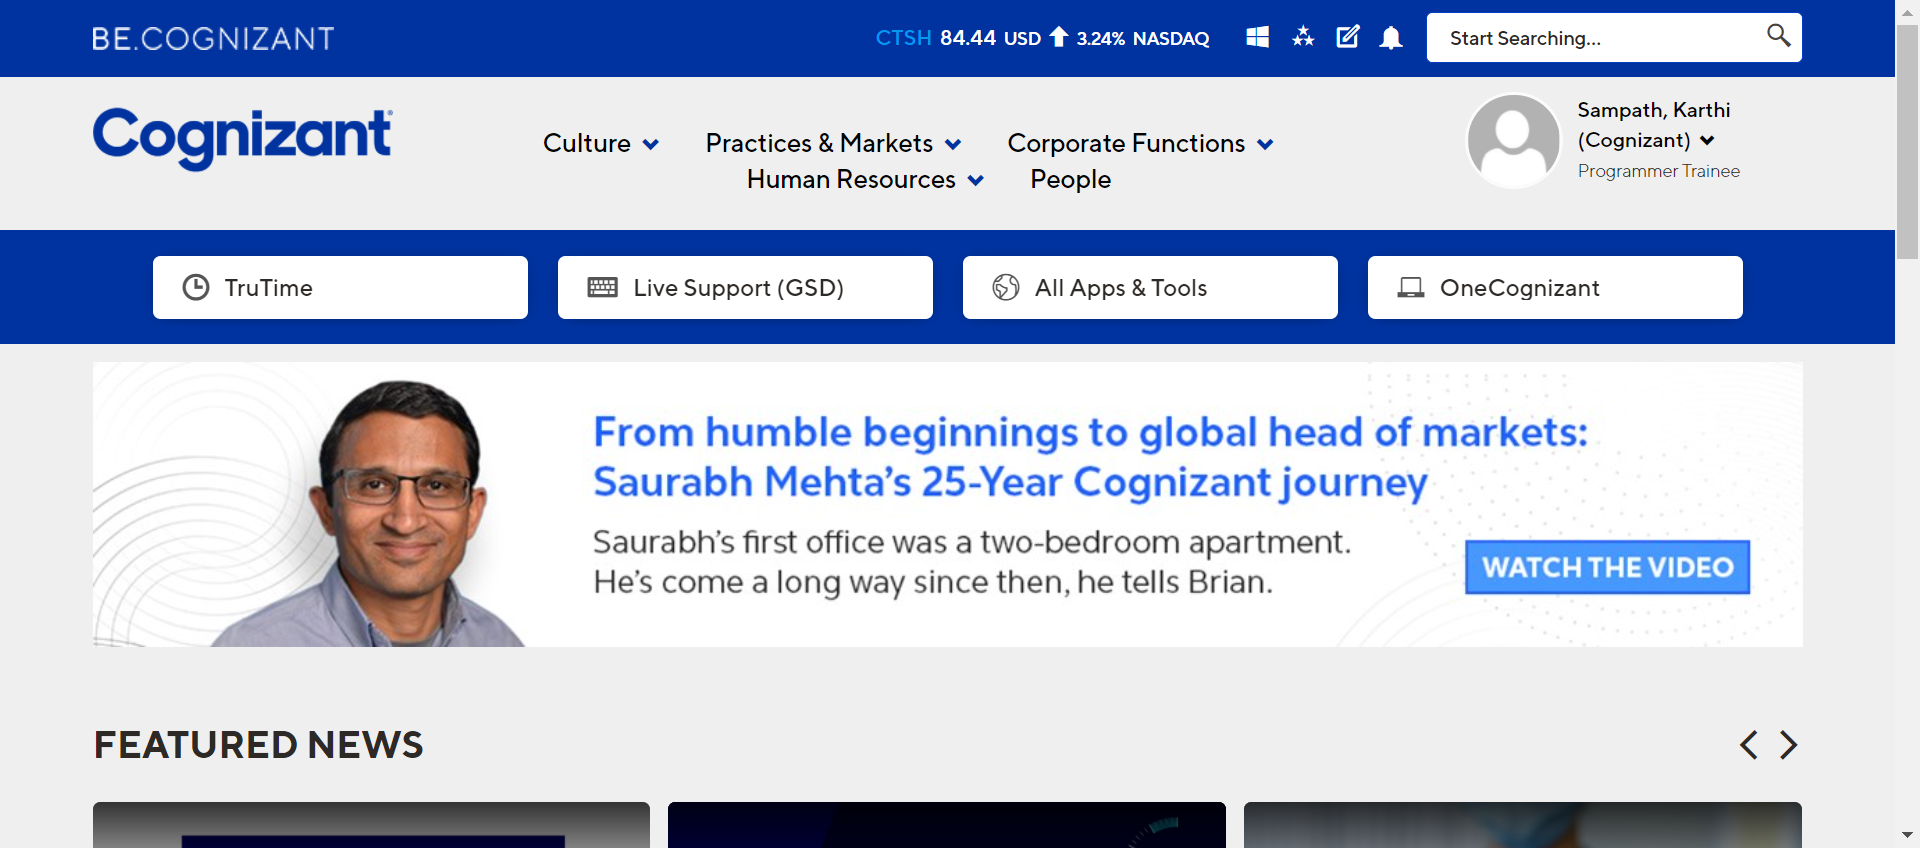 BE.COGNIZANT
CTSH 84.44 USD 3.24% NASDAQ
Start Searching...
Cognizant
Culture
Practices & Markets
Corporate Functions
Human Resources
People
Sampath, Karthi
(Cognizant)
Programmer Trainee
TruTime
Live Support (GSD)
All Apps & Tools
OneCognizant
From humble beginnings to global head of markets:
Saurabh Mehta's 25-Year Cognizant journey
Saurabh's first office was a two-bedroom apartment.
He's come a long way since then, he tells Brian.
WATCH THE VIDEO
FEATURED NEWS